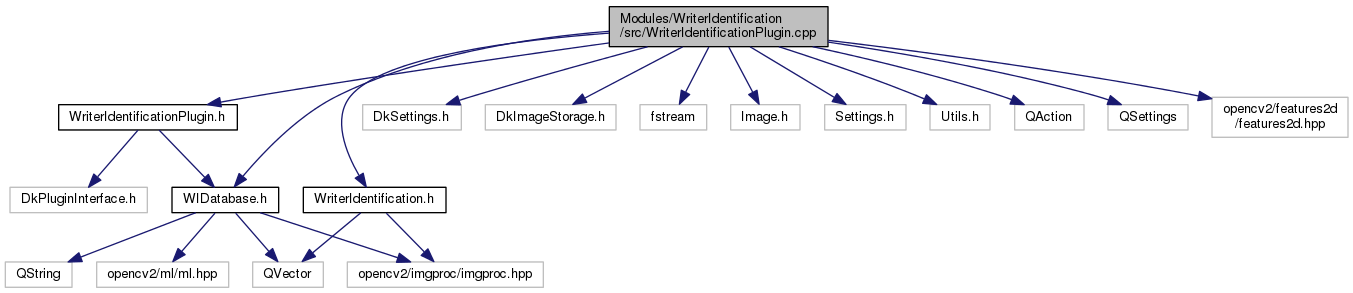 Modules/WriterIdentification
/src/WriterIdentificationPlugin.cpp
WriterIdentificationPlugin.h
DkSettings.h
DkImageStorage.h
fstream
Image.h
Settings.h
Utils.h
QAction
QSettings
opencv2/features2d
/features2d.hpp
DkPluginInterface.h
WIDatabase.h
WriterIdentification.h
QString
opencv2/ml/ml.hpp
QVector
opencv2/imgproc/imgproc.hpp